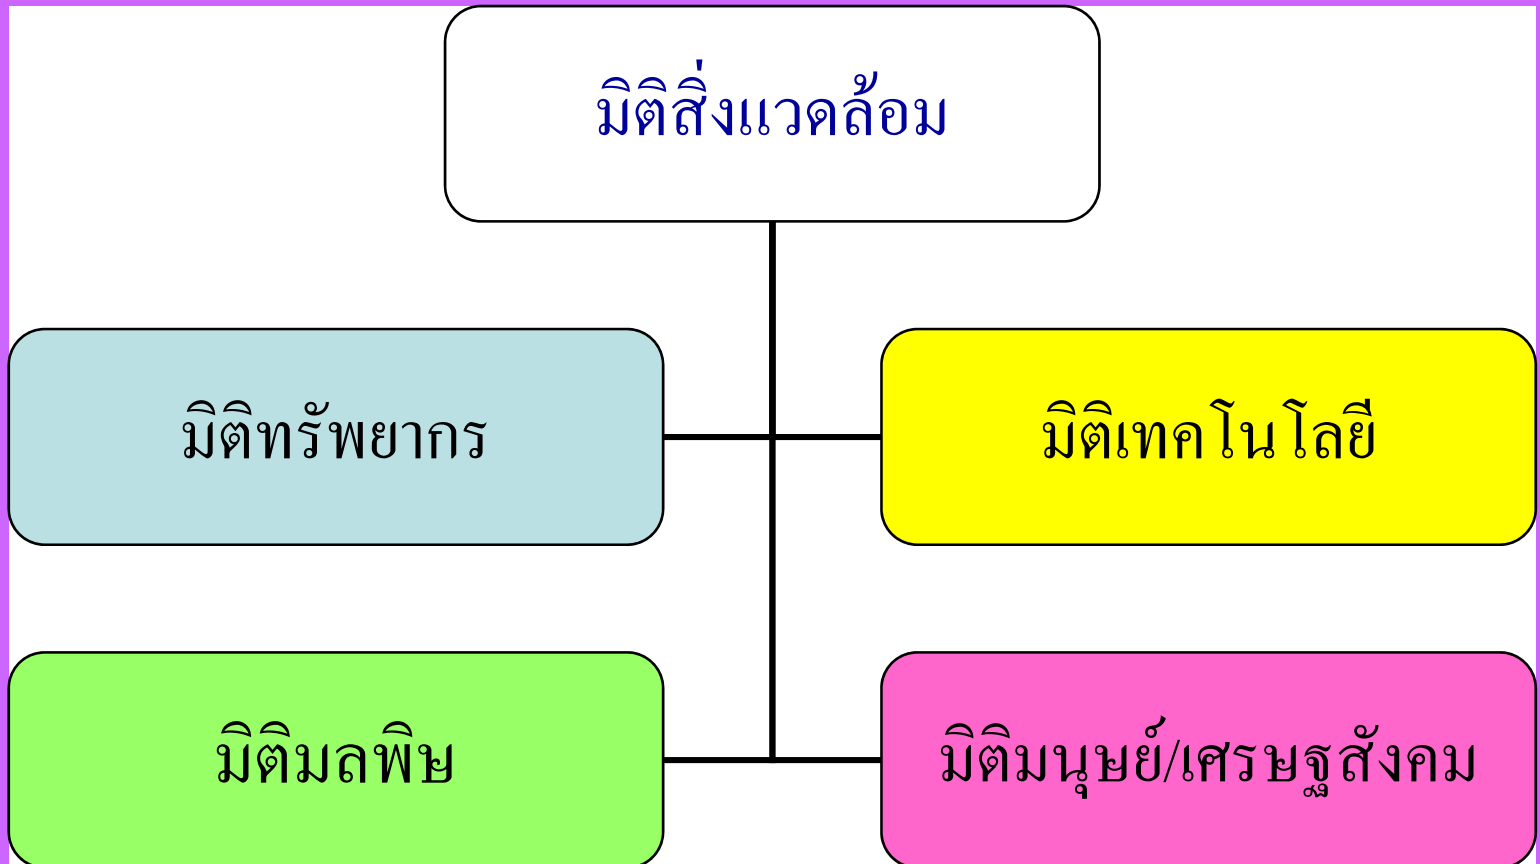 มิติสิ่งแวดล้อม
มิติทรัพยากร
มิติเทคโนโลยี
มิติมลพิษ
มิติมนุษย์/เศรษฐสังคม